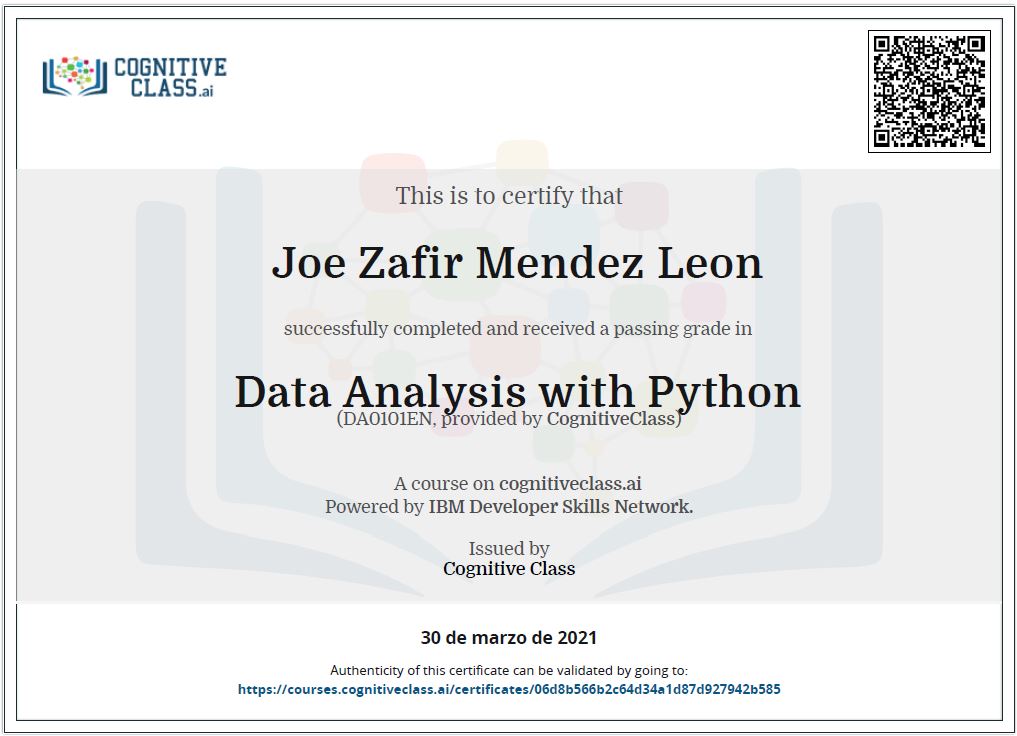 COGNITIVE
CLASS.ai
This is to certify that
Joe Zafir Mendez Leon
successfully completed and received a passing grade in
Data Analysis with Python
(DA0101EN, provided by CognitiveClass)
A course on cognitiveclass.ai
Powered by IBM Developer Skills Network.
Issued by
Cognitive Class
30 de marzo de 2021
Authenticity of this certificate can be validated by going to:
https://courses.cognitiveclass.ai/certificates/06d8b566b2c64d34a1d87d927942b585